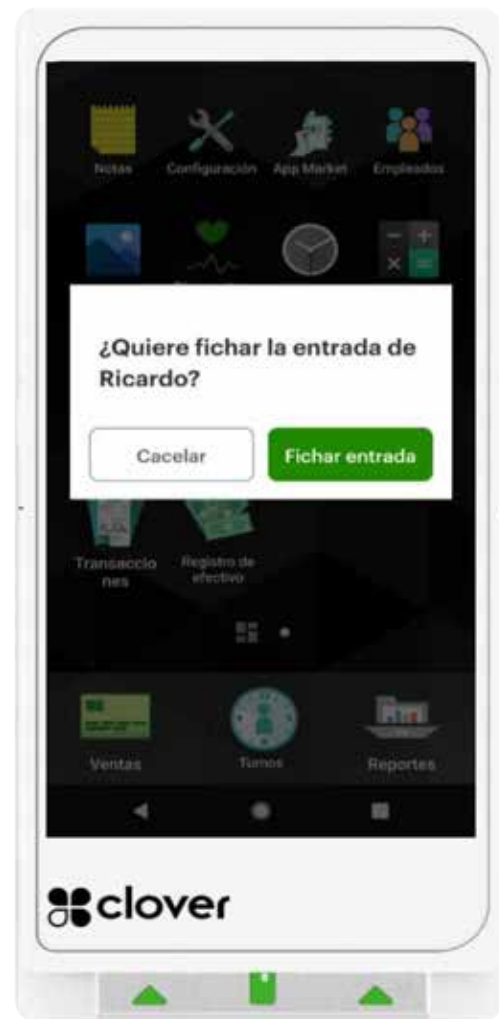 Notas Configuración App Market Empleados
¿Quiere fichar la entrada de
Ricardo?
Cacelar Fichar entrada
Transaccio
nes
Registro de
efectivo
Ventas Turnos Reportes
clover